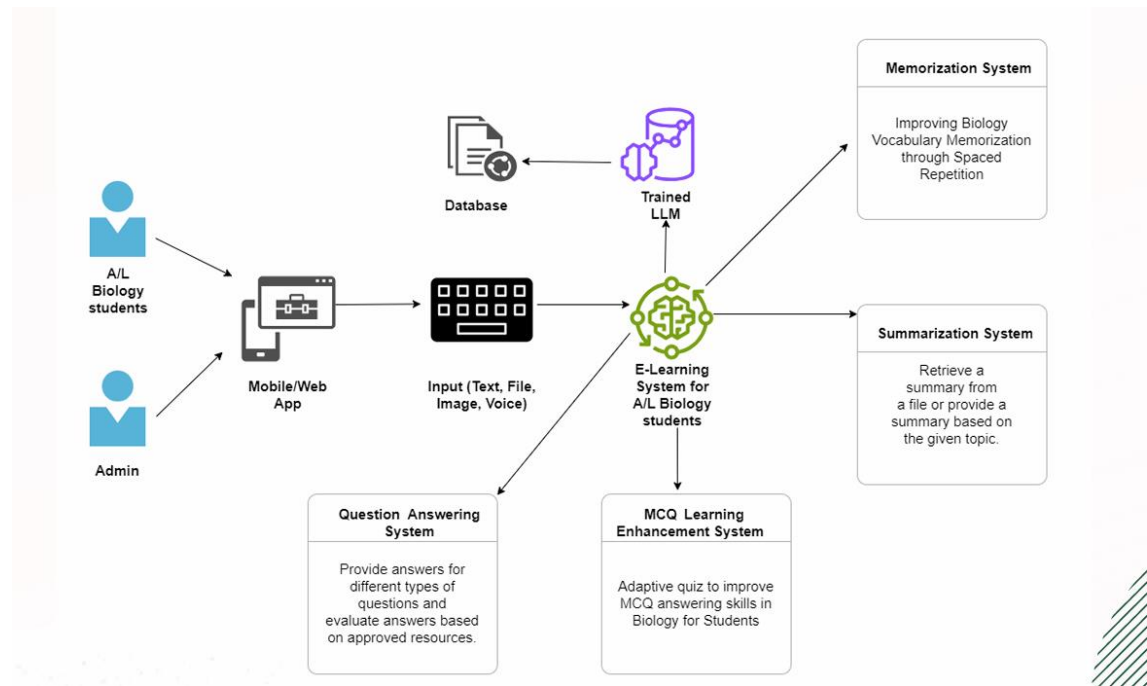 Memorization System
Improving Biology
Vocabulary Memorization
through Spaced
Repetition
Database
Trained
LLM
A/L
Biology
students
Mobile/Web
App
Input (Text, File,
Image, Voice)
E-Learning
System for
A/L Biology
students
Summarization System
Retrieve a
summary from
a file or provide a
summary based on
the given topic.
Admin
Question Answering
System
Provide answers for
different types of
questions and
evaluate answers based
on approved resources.
MCQ Learning
Enhancement System
Adaptive quiz to improve
MCQ answering skills in
Biology for Students